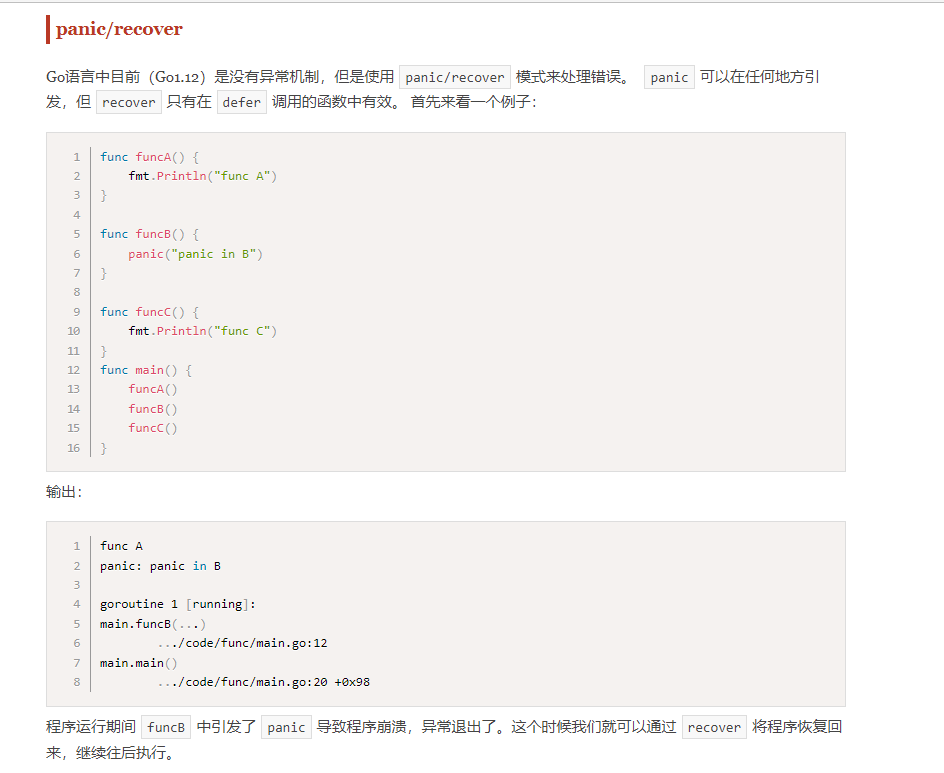 panic/recover
Go语言中目前（Go1.12）是没有异常机制，但是使用 panic/recover 模式来处理错误。 panic 可以在任何地方引
发，但 recover 只有在 defer 调用的函数中有效。 首先来看一个例子：
1 func funcA() {
2     fmt.Println("func A")
3 }
4
5 func funcB() {
6     panic("panic in B")
7 }
8
9 func funcC() {
10     fmt.Println("func C")
11 }
12 func main() {
13     funcA()
14     funcB()
15     funcC()
16 }
输出：
1 func A
2 panic: panic in B
3
4 goroutine 1 [running]:
5 main.funcB(...)
6         .../code/func/main.go:12
7 main.main()
8         .../code/func/main.go:20 +0x98
程序运行期间 funcB 中引发了 panic 导致程序崩溃，异常退出了。这个时候我们就可以通过 recover 将程序恢复回
来，继续往后执行。